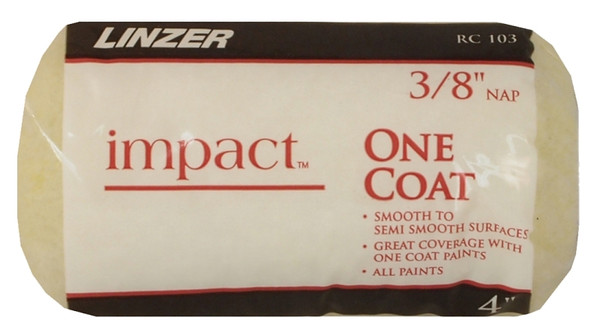 LINZER
RC 103
3/8" NAP
impact™
ONE
COAT
• SMOOTH TO
SEMI SMOOTH SURFACES
• GREAT COVERAGE WITH
ONE COAT PAINTS
• ALL PAINTS
4"